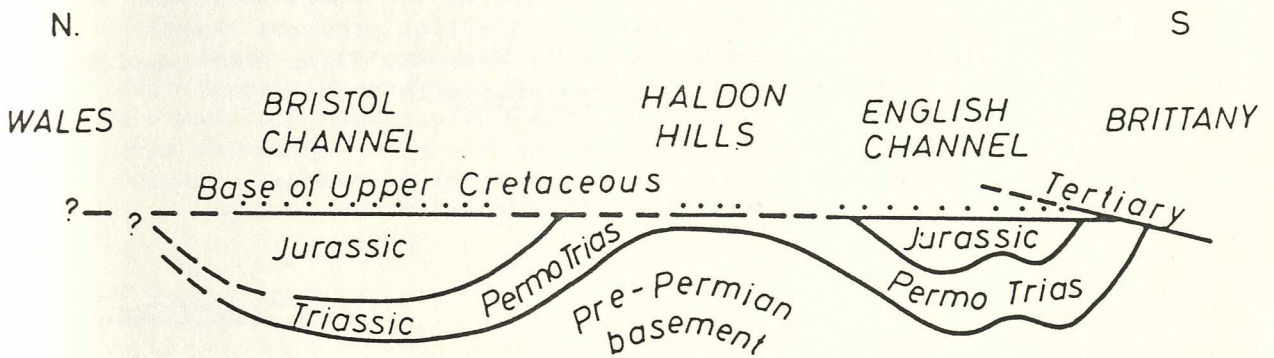 N.
S
WALES
BRISTOL
CHANNEL
HALDON
HILLS
ENGLISH
CHANNEL
BRITTANY
Base of Upper Cretaceous
Tertiary
?
?
Jurassic
Jurassic
Permo Trias
Triassic
Pre-Permian
basement
Permo Trias